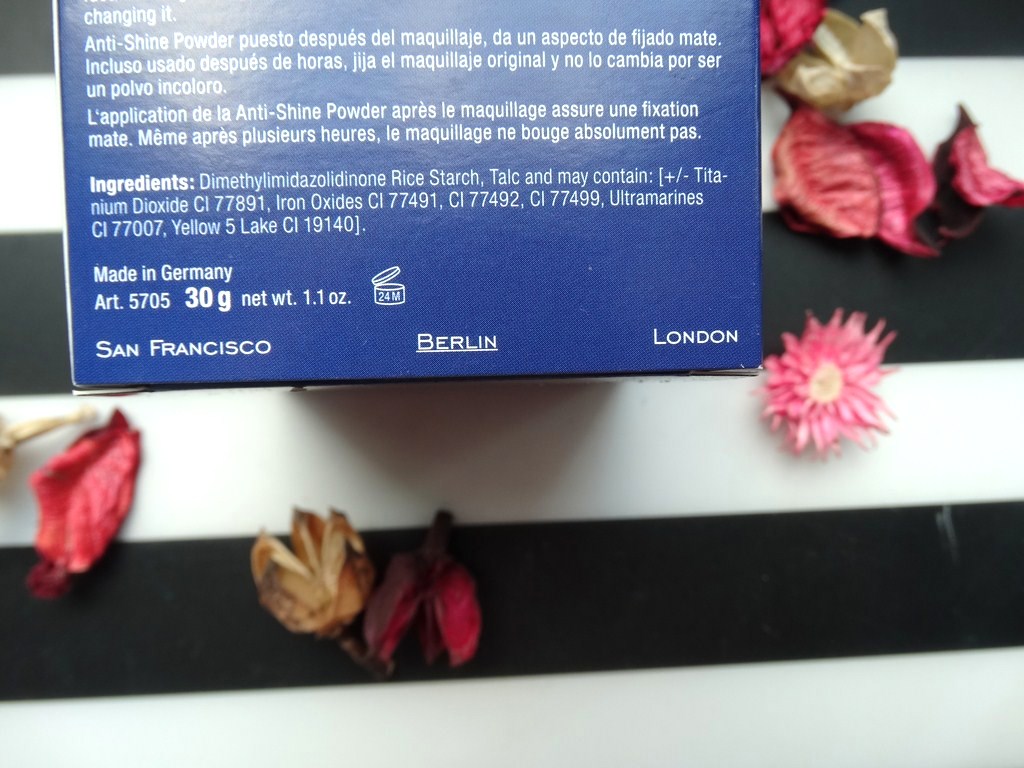 changing it.
Anti-Shine Powder puesto después del maquillaje, da un aspecto de fijado mate.
Incluso usado después de horas, jija el maquillaje original y no lo cambia por ser
un polvo incoloro.
L'application de la Anti-Shine Powder après le maquillage assure une fixation
mate. Même après plusieurs heures, le maquillage ne bouge absolument pas.
Ingredients: Dimethylimidazolidinone Rice Starch, Talc and may contain: [+/- Tita-
nium Dioxide CI 77891, Iron Oxides CI 77491, CI 77492, CI 77499, Ultramarines
CI 77007, Yellow 5 Lake CI 19140].
Made in Germany
Art. 5705 30 g net wt. 1.1 oz.
24 M
SAN FRANCISCO BERLIN LONDON